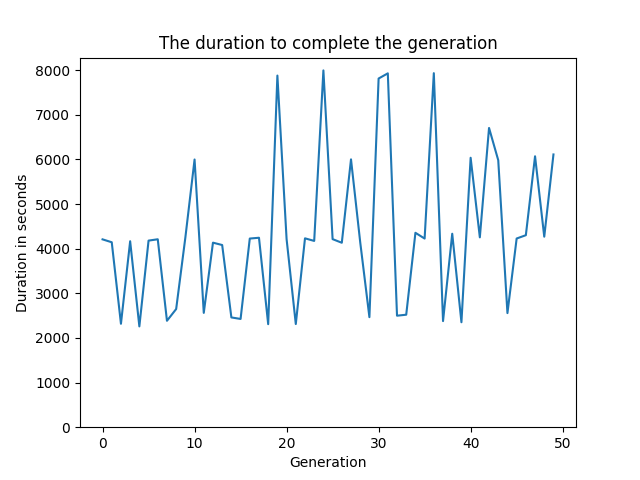 The duration to complete the generation
8000
7000
6000
5000
4000
3000
2000
1000
0
Duration in seconds
0 10 20 30 40 50
Generation